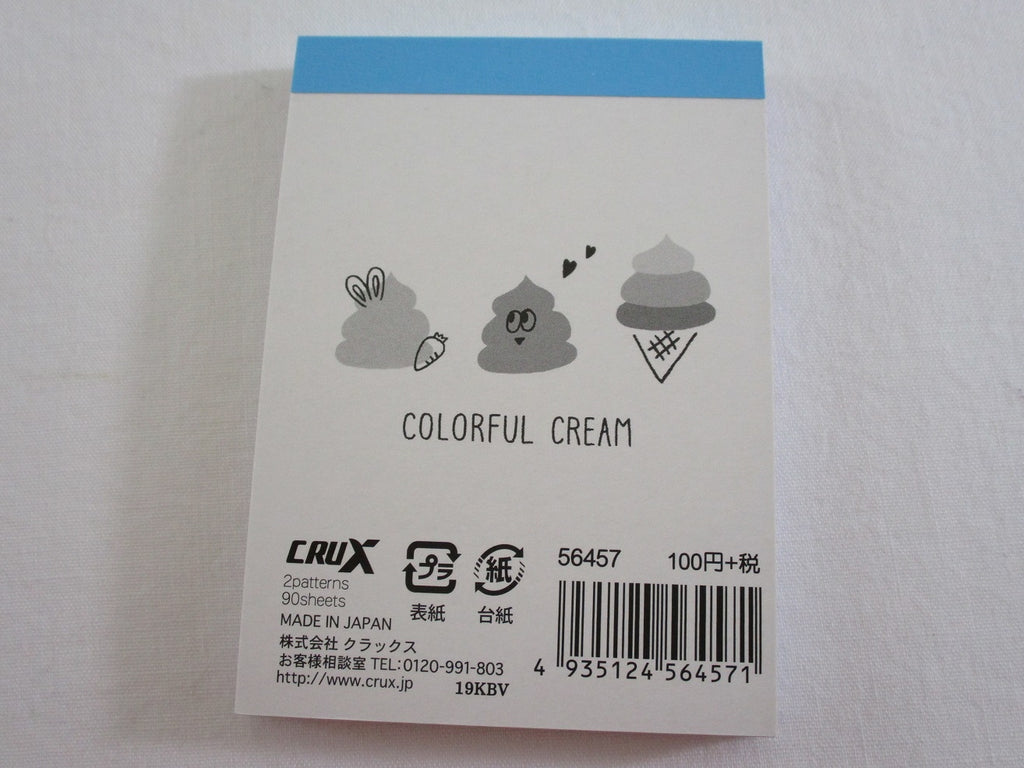 COLORFUL CREAM
CRUX
2patterns
90sheets
MADE IN JAPAN
株式会社 クラックス
お客様相談室 TEL:0120-991-803
http://www.crux.jp
19KBV
プラ
表紙
紙
台紙
56457 100円+税
4 935124 564571